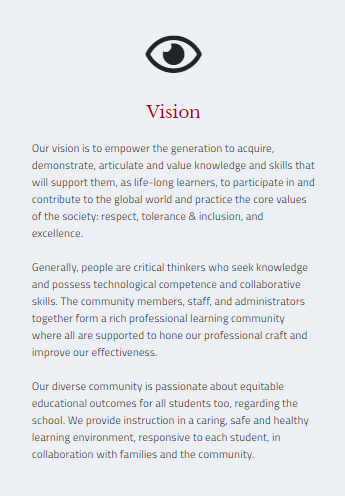 Vision
Our vision is to empower the generation to acquire,
demonstrate, articulate and value knowledge and skills that
will support them, as life-long learners, to participate in and
contribute to the global world and practice the core values
of the society: respect, tolerance & inclusion, and
excellence.
Generally, people are critical thinkers who seek knowledge
and possess technological competence and collaborative
skills. The community members, staff, and administrators
together form a rich professional learning community
where all are supported to hone our professional craft and
improve our effectiveness.
Our diverse community is passionate about equitable
educational outcomes for all students too, regarding the
school. We provide instruction in a caring, safe and healthy
learning environment, responsive to each student, in
collaboration with families and the community.